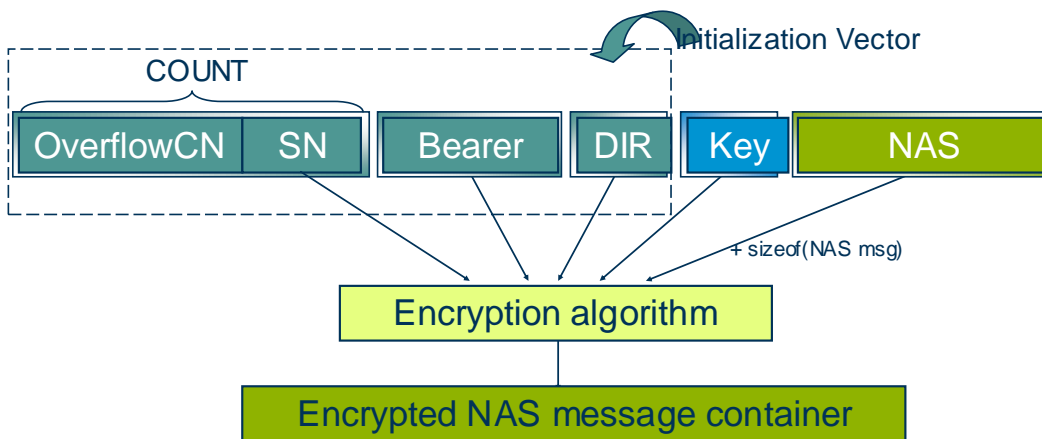 Initialization Vector
COUNT
OverflowCN SN Bearer DIR Key NAS
+ sizeof(NAS msg)
Encryption algorithm
Encrypted NAS message container